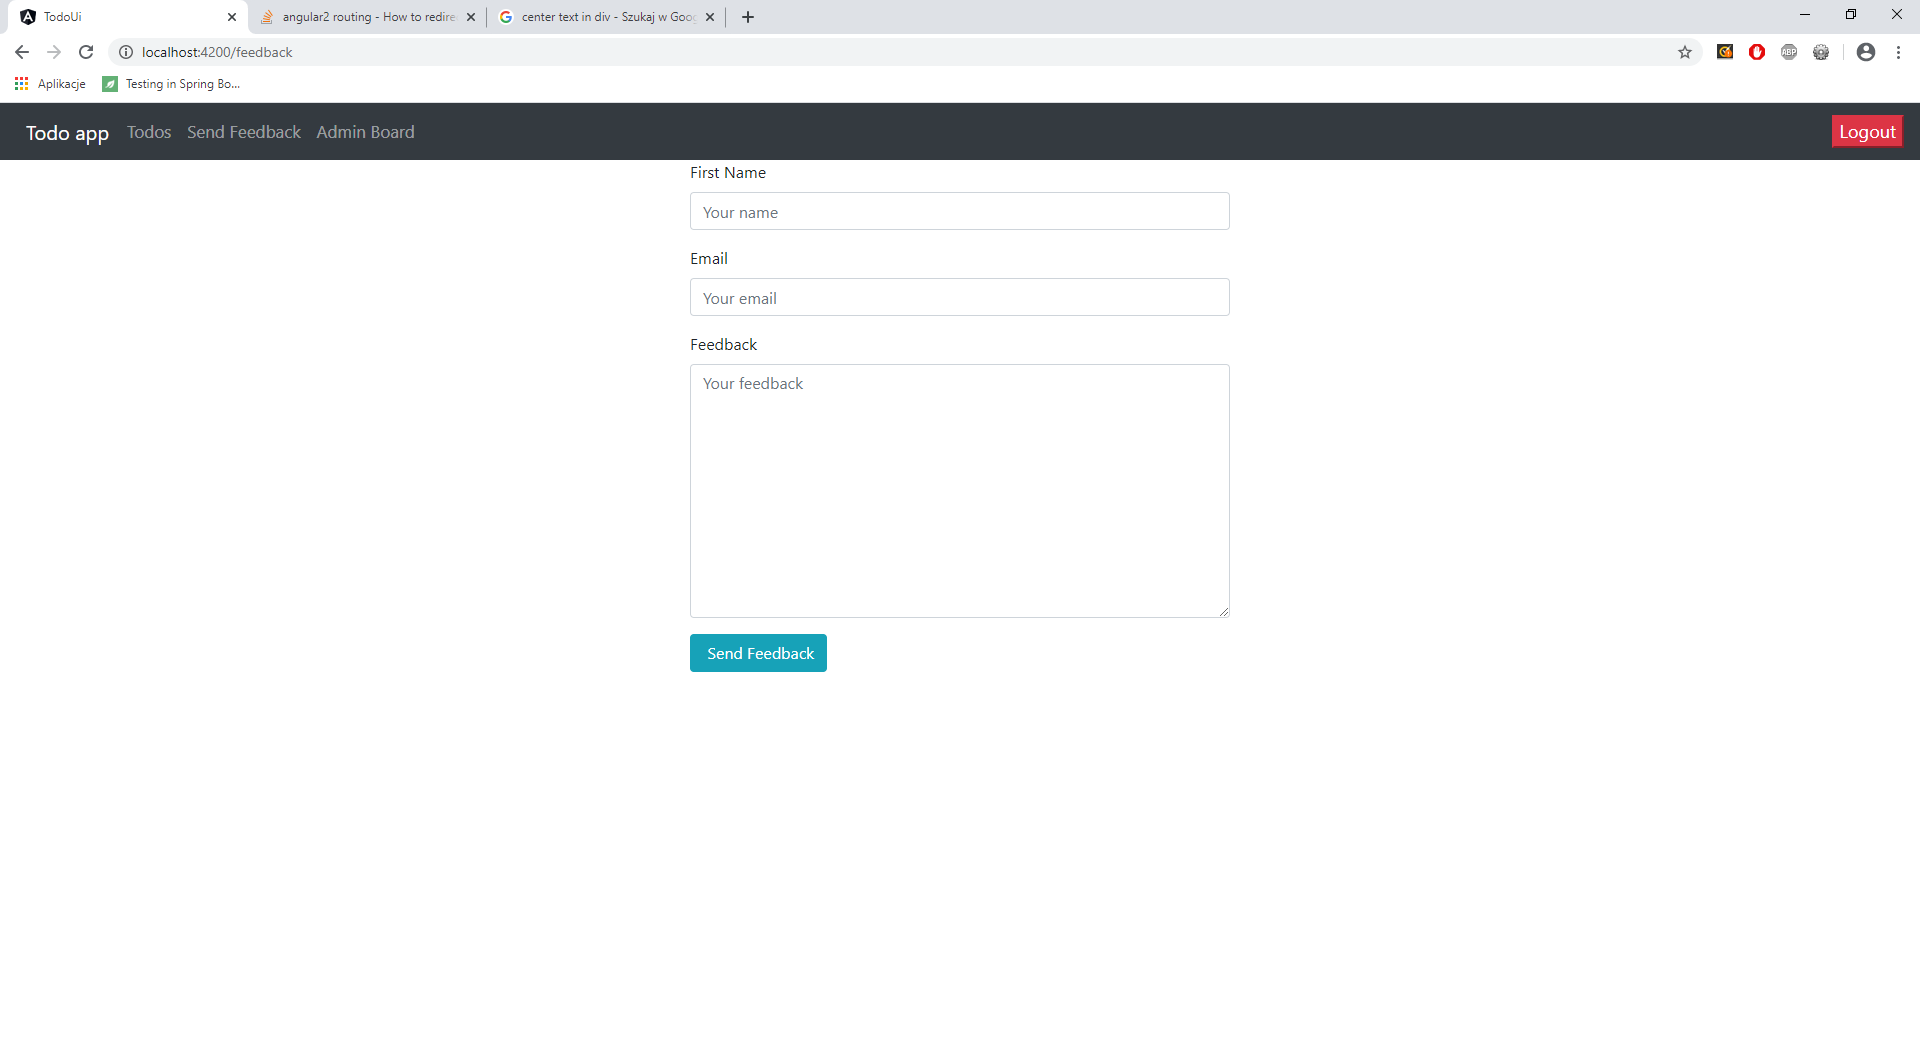 TodoUi
angular2 routing - How to redire
center text in div - Szukaj w Goog
localhost:4200/feedback
ABP
Aplikacje
Testing in Spring Bo...
Todo app
Todos
Send Feedback
Admin Board
Logout
First Name
Your name
Email
Your email
Feedback
Your feedback
Send Feedback